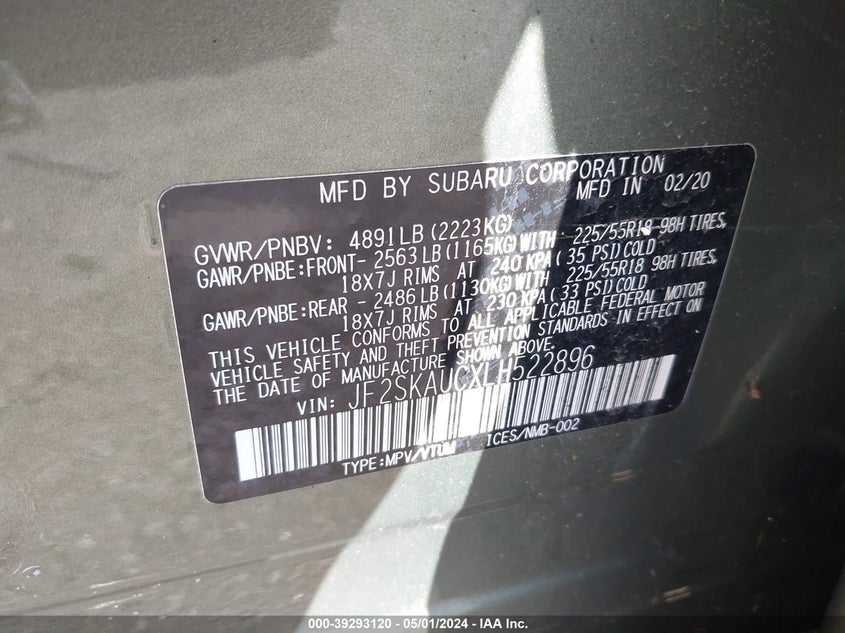 MFD BY SUBARU CORPORATION
MFD IN 02/20
GVWR/PNBV: 4891LB (2223KG)
GAWR/PNBE:FRONT- 2563LB (1165KG)WITH 225/55R18 98H TIRES,
18X7J RIMS AT 240 KPA ( 35 PSI)COLD
GAWR/PNBE:REAR - 2486LB (1130KG)WITH 225/55R18 98H TIRES,
18X7J RIMS AT 230 KPA ( 33 PSI)COLD
THIS VEHICLE CONFORMS TO ALL APPLICABLE FEDERAL MOTOR
VEHICLE SAFETY AND THEFT PREVENTION STANDARDS IN EFFECT ON
THE DATE OF MANUFACTURE SHOWN ABOVE.
VIN: JF2SKAUCXLH522896
TYPE:MPV/VTUM ICES/NMB-002
000-39293120 - 05/01/2024 - IAA Inc.